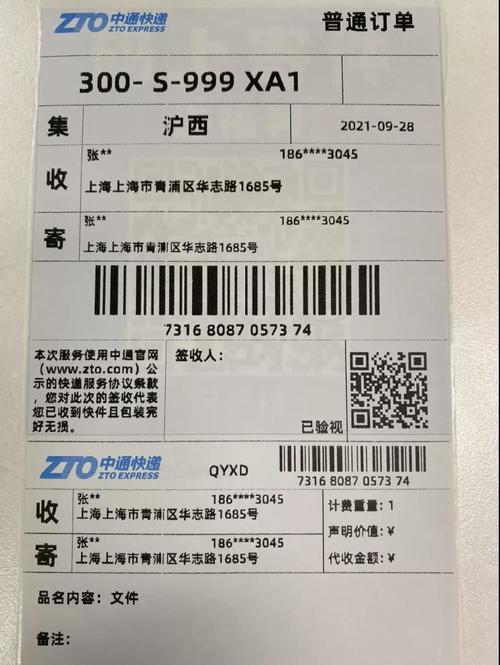 ZTO 中通快递 ZTO EXPRESS 普通订单
300- S-999 XA1
集 沪西 2021-09-28
收 张** 186****3045
上海上海市青浦区华志路1685号
寄 张** 186****3045
上海上海市青浦区华志路1685号
7316 8087 0573 74
本次服务使用中通官网
(www.zto.com) 公
示的快递服务协议条款
,您对此次的签收代表
您已收到快件且包装完
好无损。
签收人:
已验视
ZTO 中通快递 ZTO EXPRESS QYXD
7316 8087 0573 74
收 张** 186****3045
上海上海市青浦区华志路1685号
寄 张** 186****3045
上海上海市青浦区华志路1685号
计费重量: 1
声明价值: ¥
代收金额: ¥
品名内容: 文件
备注: